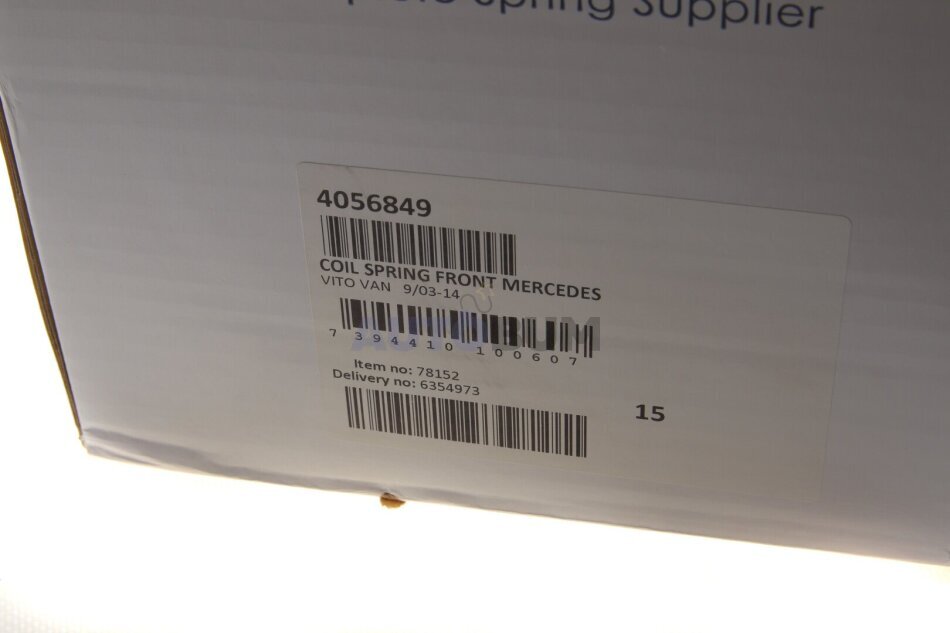 Spring Supplier
4056849
COIL SPRING FRONT MERCEDES
VITO VAN 9/03-14
AUTOBUM
7 394410 100607
Item no: 78152
Delivery no: 6354973
15